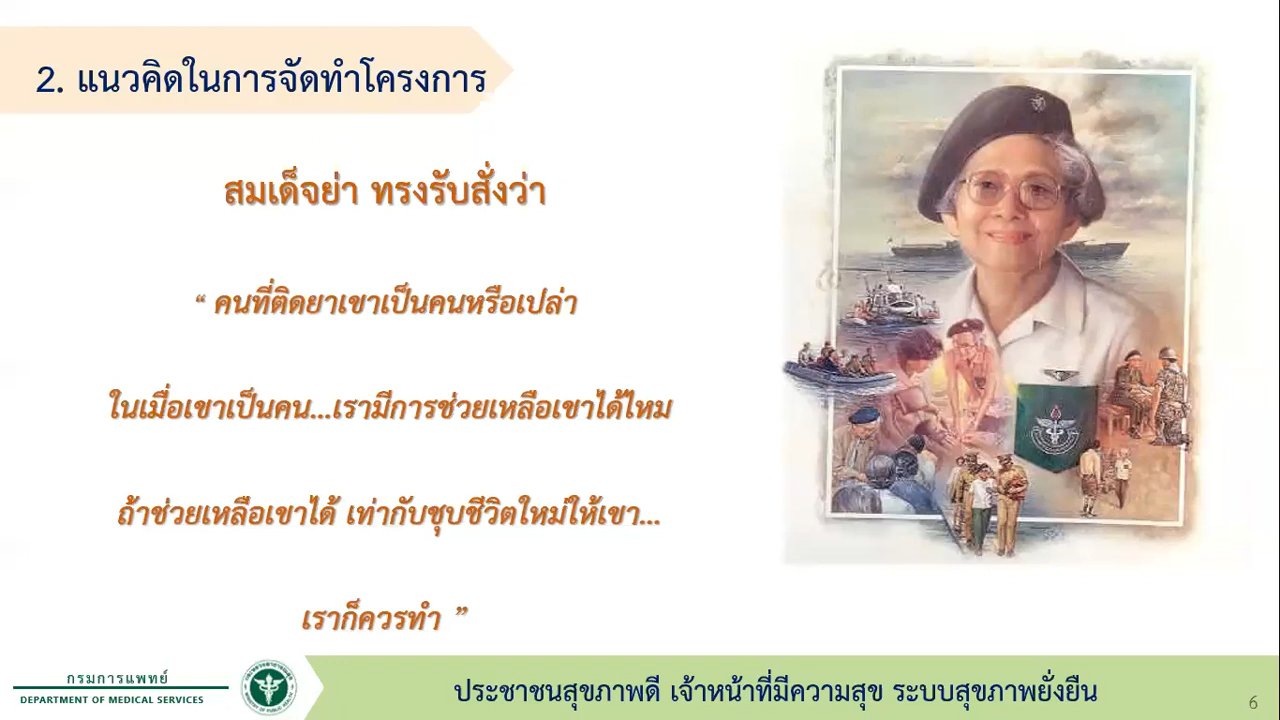 2. แนวคิดในการจัดทำโครงการ
สมเด็จย่า ทรงรับสั่งว่า
“ คนที่ติดยาเขาเป็นคนหรือเปล่า
ในเมื่อเขาเป็นคน...เรามีการช่วยเหลือเขาได้ไหม
ถ้าช่วยเหลือเขาได้ เท่ากับชุบชีวิตใหม่ให้เขา...
เราก็ควรทำ ”
กรมการแพทย์
DEPARTMENT OF MEDICAL SERVICES
ประชาชนสุขภาพดี เจ้าหน้าที่มีความสุข ระบบสุขภาพยั่งยืน
6